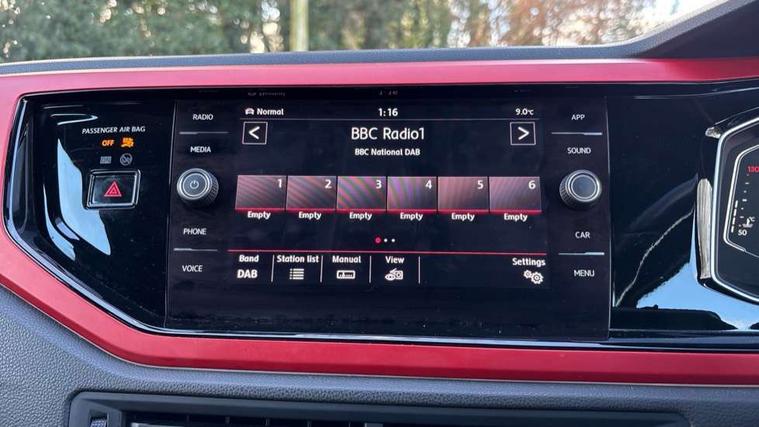 PASSENGER AIR BAG
OFF
RADIO
MEDIA
PHONE
VOICE
Normal 1:16 9.0°C
< BBC Radio1 >
BBC National DAB
1 2 3 4 5 6
Empty Empty Empty Empty Empty Empty
Band Station list Manual View Settings
DAB
APP
SOUND
CAR
MENU
130
°C
50